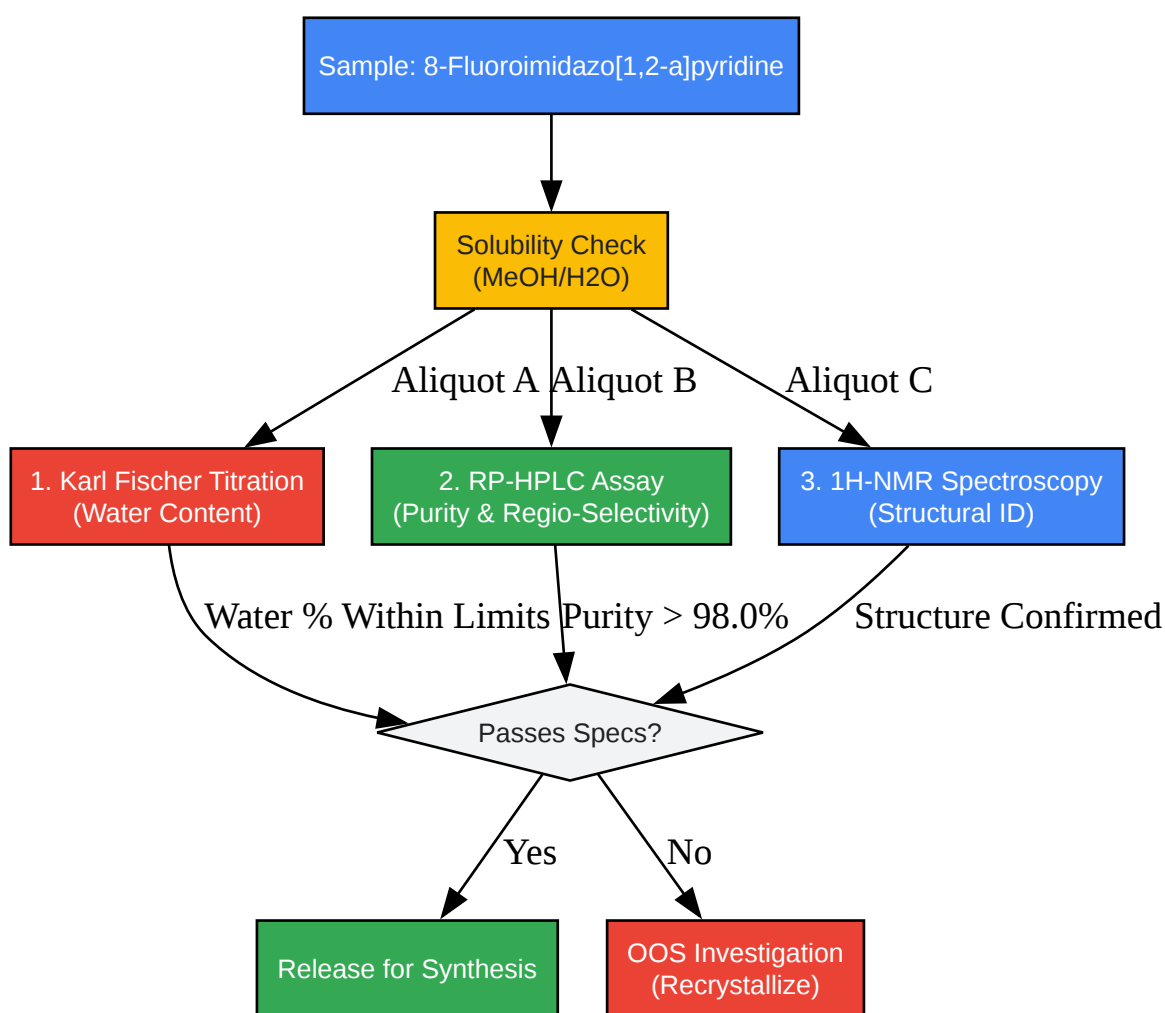 Sample: 8-Fluoroimidazo[1,2-a]pyridine
Solubility Check
(MeOH/H2O)
Aliquot A
Aliquot B
Aliquot C
1. Karl Fischer Titration
(Water Content)
2. RP-HPLC Assay
(Purity & Regio-Selectivity)
3. 1H-NMR Spectroscopy
(Structural ID)
Water % Within Limits
Purity > 98.0%
Structure Confirmed
Passes Specs?
Yes
No
Release for Synthesis
OOS Investigation
(Recrystallize)